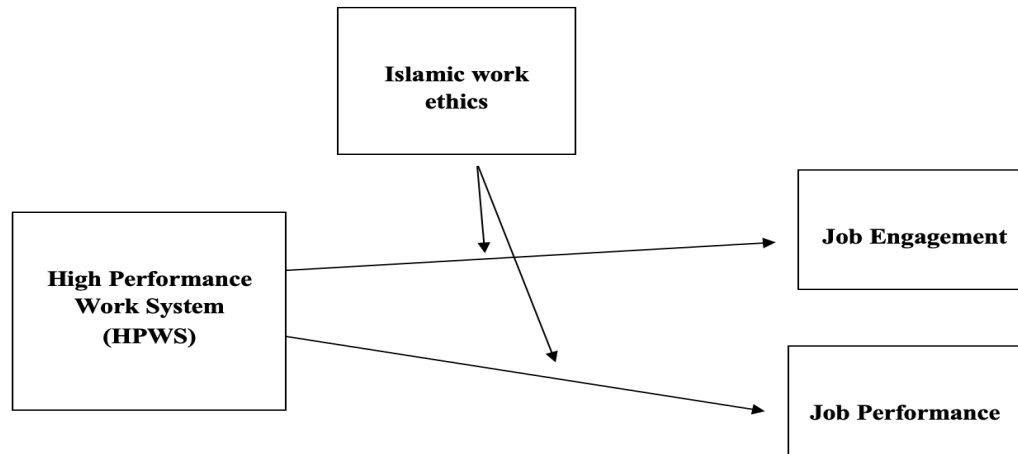 Islamic work
ethics
High Performance
Work System
(HPWS)
Job Engagement
Job Performance